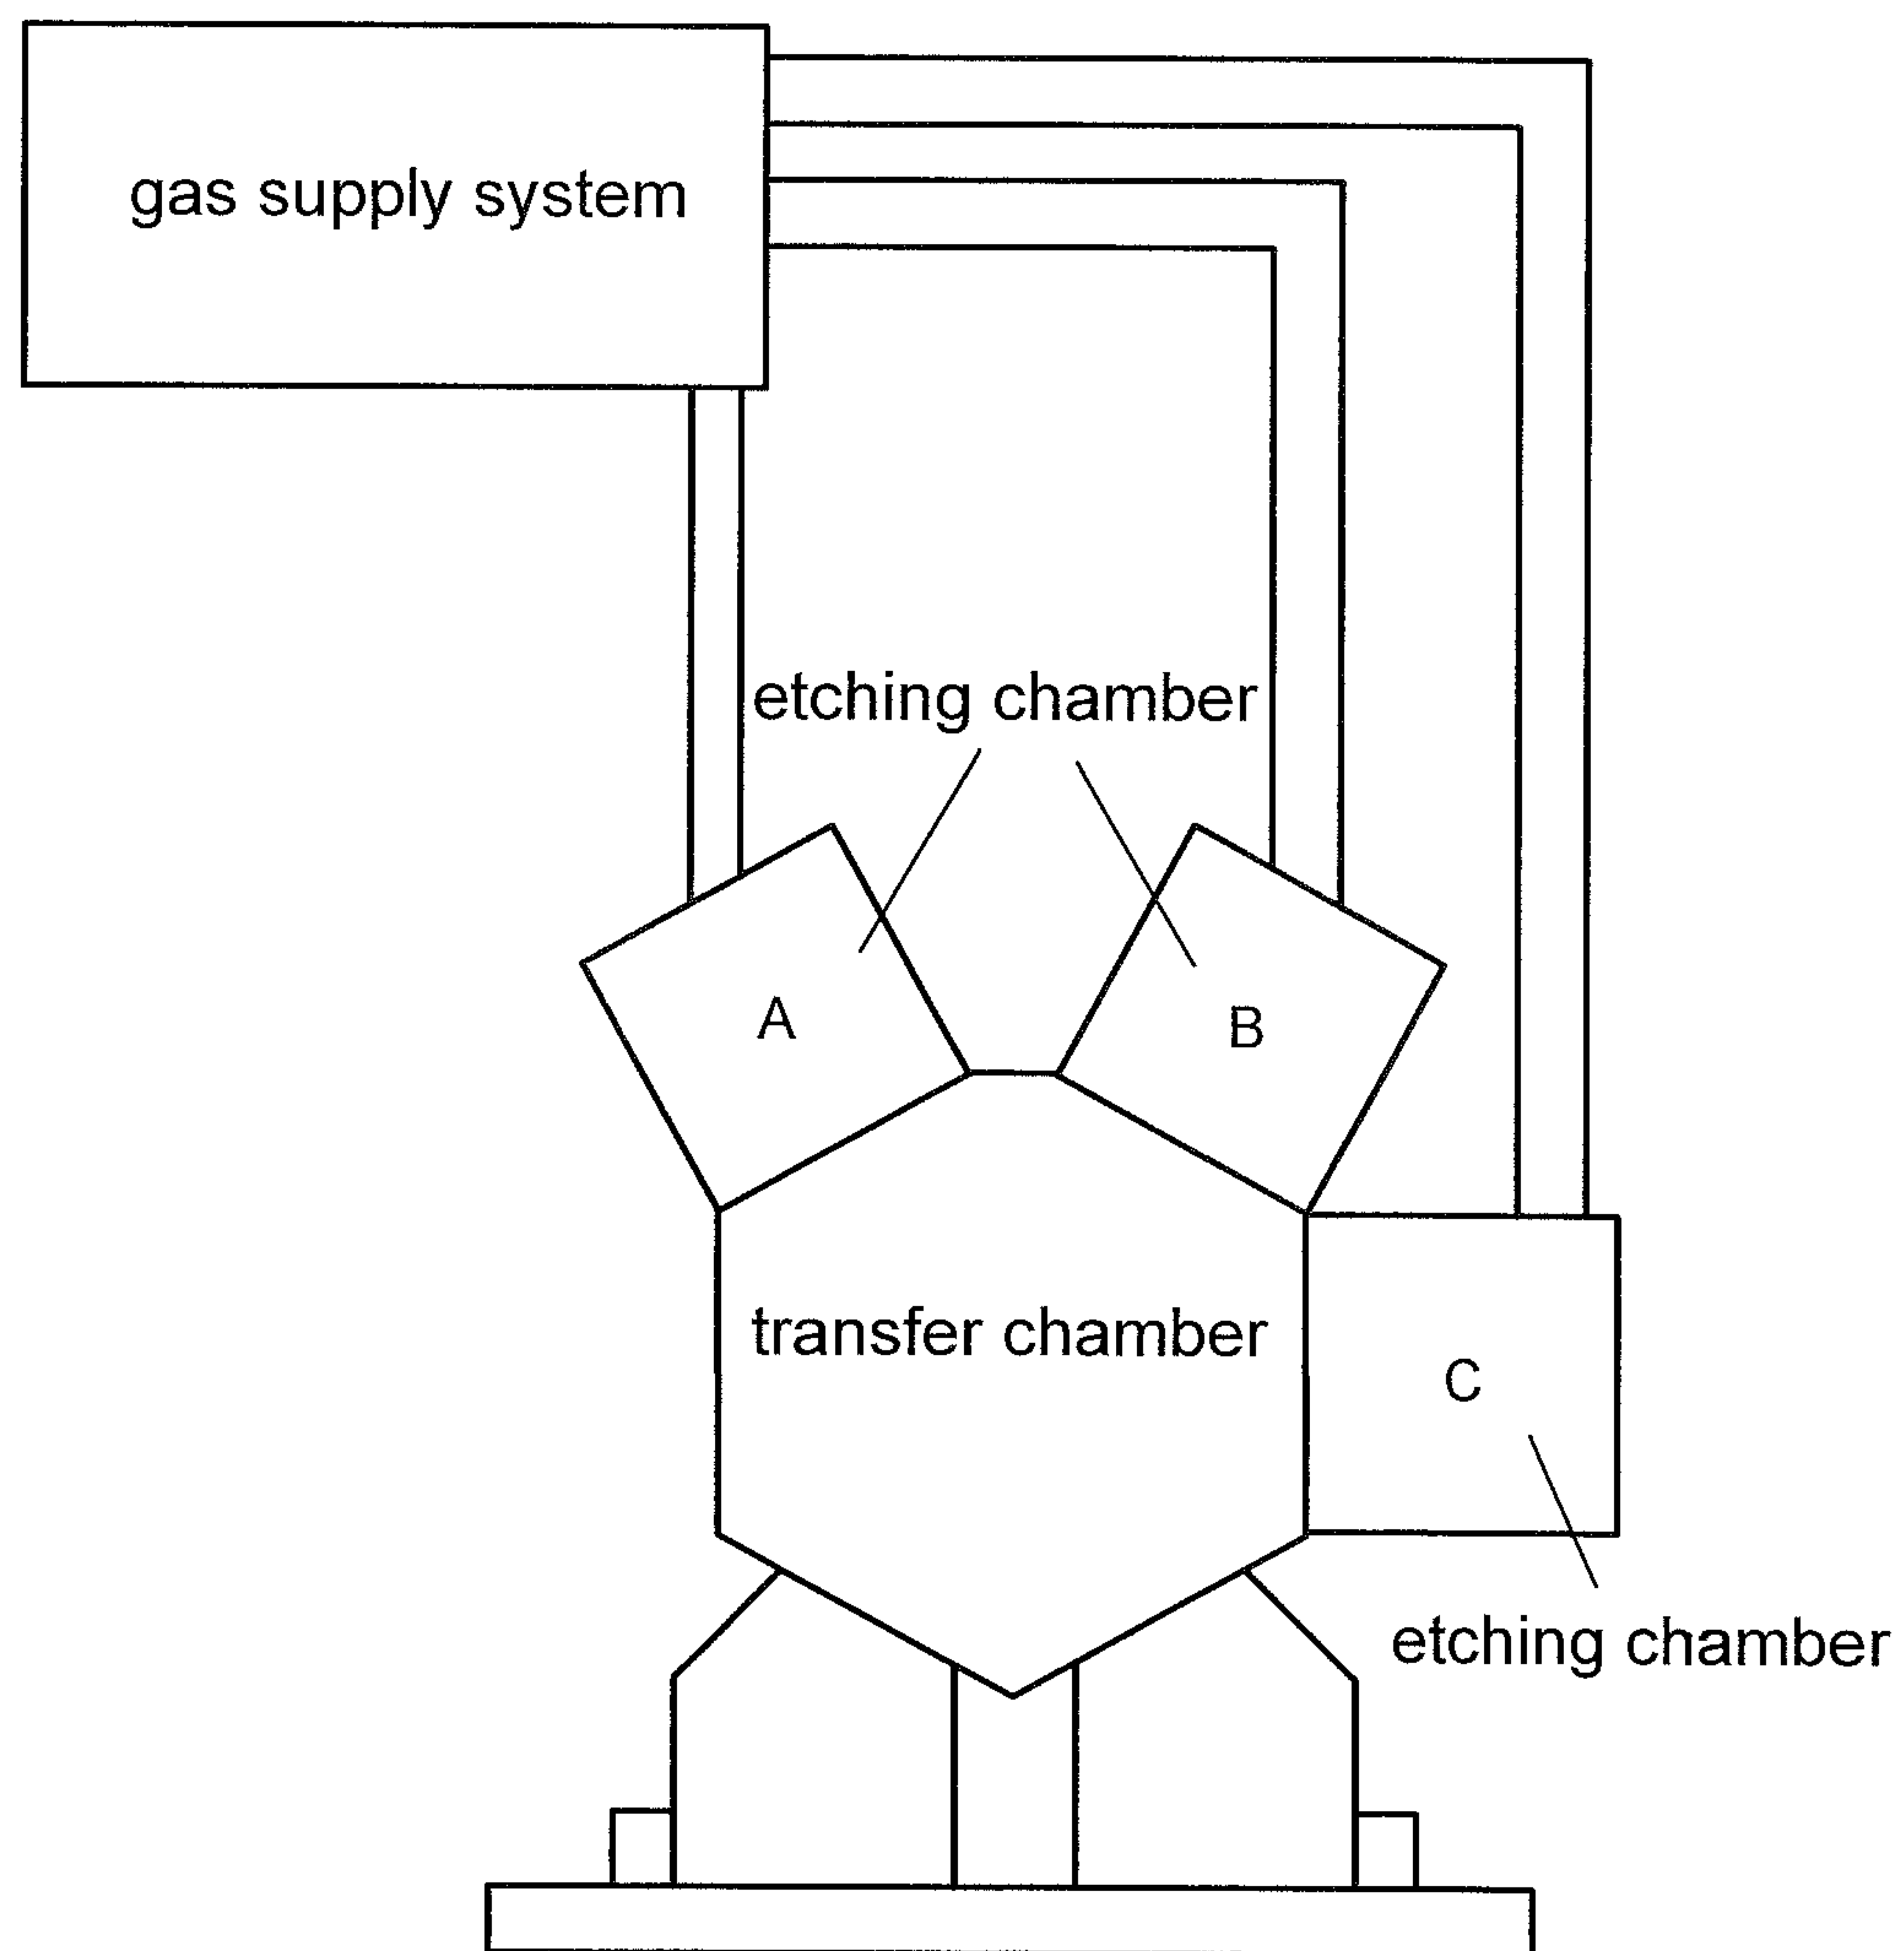 gas supply system
etching chamber
A
B
transfer chamber
C
etching chamber